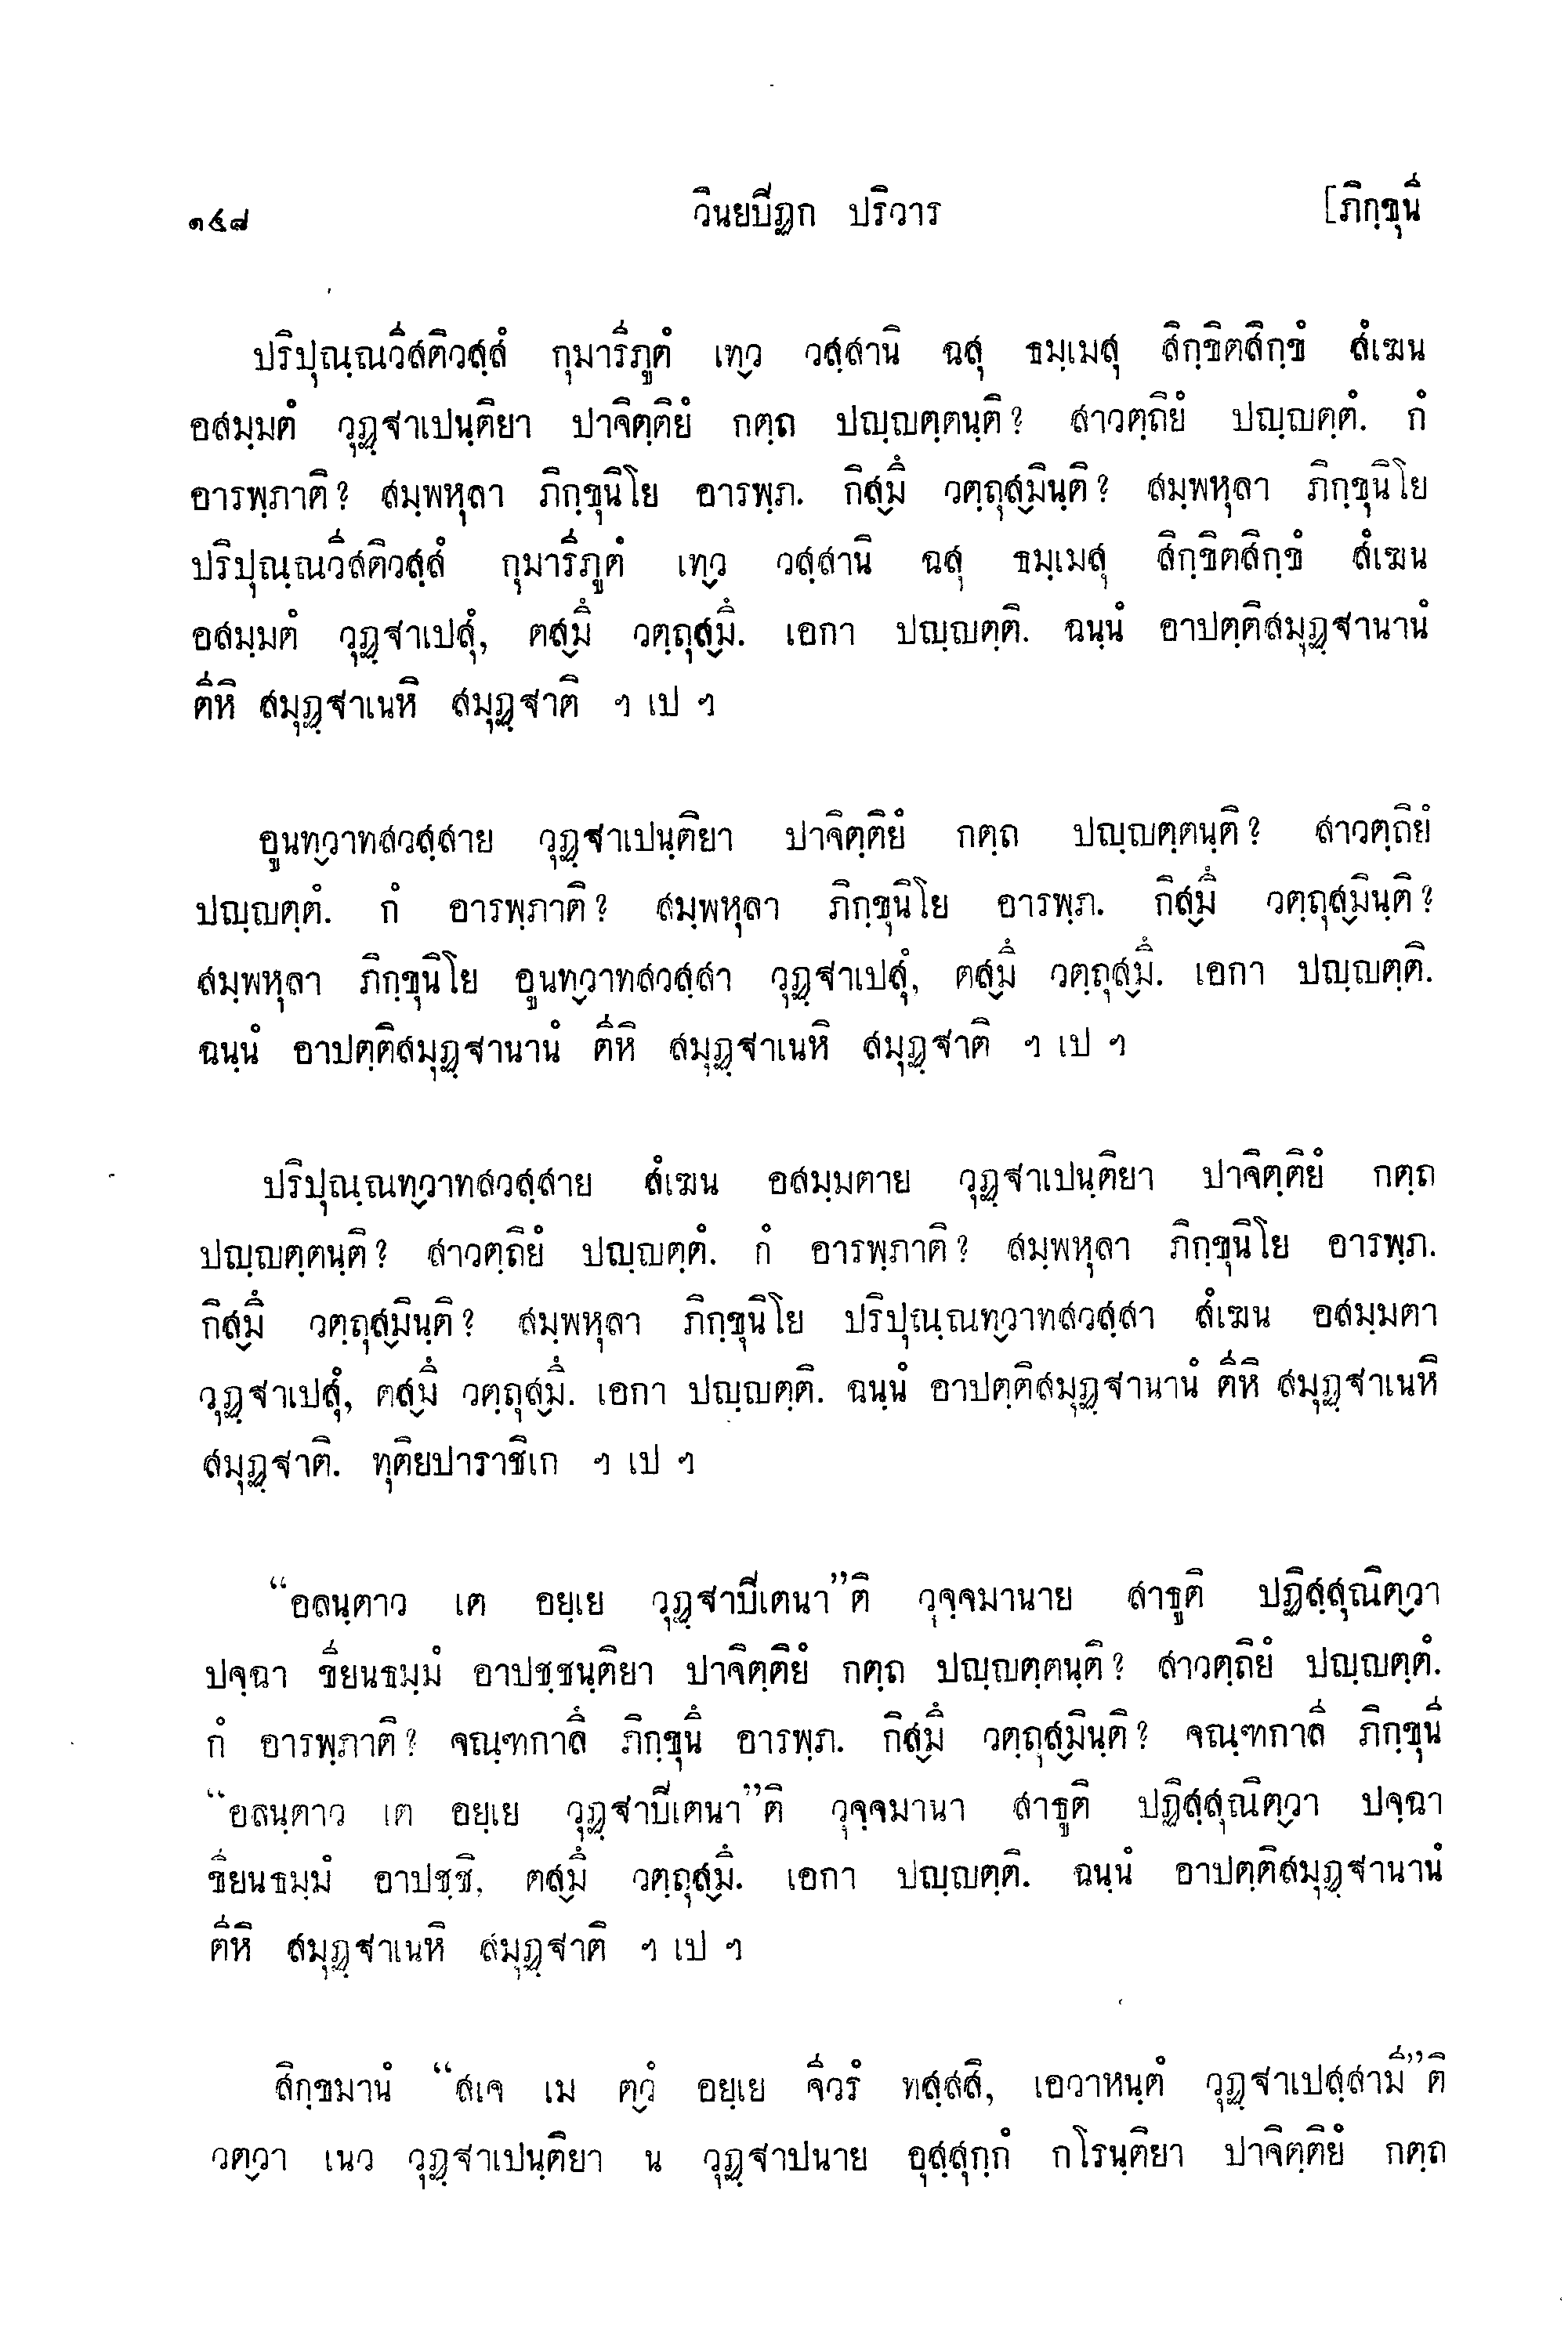 ๑๕๘ วินยปิฏก ปริวาร [ภิกฺขุนี
ปริปุณฺณวีสติวสฺสํ กุมารีภูตํ เท๎ว วสฺสานิ ฉสุ ธมฺเมสุ สิกฺขิตสิกฺขํ สํเฆน
อสมฺมตํ วุฏฺฐาเปนฺติยา ปาจิตฺติยํ กตฺถ ปญฺญตฺตนฺติ? สาวตฺถิยํ ปญฺญตฺตํ. กํ
อารพฺภาติ? สมฺพหุลา ภิกฺขุนิโย อารพฺภ. กิส๎มึ วตฺถุส๎มินฺติ? สมฺพหุลา ภิกฺขุนิโย
ปริปุณฺณวีสติวสฺสํ กุมารีภูตํ เท๎ว วสฺสานิ ฉสุ ธมฺเมสุ สิกฺขิตสิกฺขํ สํเฆน
อสมฺมตํ วุฏฺฐาเปสุํ, ตส๎มึ วตฺถุส๎มึ. เอกา ปญฺญตฺติ. ฉนฺนํ อาปตฺติสมุฏฺฐานานํ
ตีหิ สมุฏฺฐาเนหิ สมุฏฺฐาติ ฯ เป ฯ
อูนท๎วาทสวสฺสาย วุฏฺฐาเปนฺติยา ปาจิตฺติยํ กตฺถ ปญฺญตฺตนฺติ? สาวตฺถิยํ
ปญฺญตฺตํ. กํ อารพฺภาติ? สมฺพหุลา ภิกฺขุนิโย อารพฺภ. กิส๎มึ วตฺถุส๎มินฺติ?
สมฺพหุลา ภิกฺขุนิโย อูนท๎วาทสวสฺสา วุฏฺฐาเปสุํ, ตส๎มึ วตฺถุส๎มึ. เอกา ปญฺญตฺติ.
ฉนฺนํ อาปตฺติสมุฏฺฐานานํ ตีหิ สมุฏฺฐาเนหิ สมุฏฺฐาติ ฯ เป ฯ
ปริปุณฺณท๎วาทสวสฺสาย สํเฆน อสมฺมตาย วุฏฺฐาเปนฺติยา ปาจิตฺติยํ กตฺถ
ปญฺญตฺตนฺติ? สาวตฺถิยํ ปญฺญตฺตํ. กํ อารพฺภาติ? สมฺพหุลา ภิกฺขุนิโย อารพฺภ.
กิส๎มึ วตฺถุส๎มินฺติ? สมฺพหุลา ภิกฺขุนิโย ปริปุณฺณท๎วาทสวสฺสา สํเฆน อสมฺมตา
วุฏฺฐาเปสุํ, ตส๎มึ วตฺถุส๎มึ. เอกา ปญฺญตฺติ. ฉนฺนํ อาปตฺติสมุฏฺฐานานํ ตีหิ สมุฏฺฐาเนหิ
สมุฏฺฐาติ. ทุติยปาราชิเก ฯ เป ฯ
“อลนฺตาว เต อยฺเย วุฏฺฐาปิเตนา”ติ วุจฺจมานาย สาธูติ ปฏิสฺสุณิต๎วา
ปจฺฉา ขียนธมฺมํ อาปชฺชนฺติยา ปาจิตฺติยํ กตฺถ ปญฺญตฺตนฺติ? สาวตฺถิยํ ปญฺญตฺตํ.
กํ อารพฺภาติ? จณฺฑกาลึ ภิกฺขุนึ อารพฺภ. กิส๎มึ วตฺถุส๎มินฺติ? จณฺฑกาลี ภิกฺขุนี
“อลนฺตาว เต อยฺเย วุฏฺฐาปิเตนา”ติ วุจฺจมานา สาธูติ ปฏิสฺสุณิต๎วา ปจฺฉา
ขียนธมฺมํ อาปชฺชิ, ตส๎มึ วตฺถุส๎มึ. เอกา ปญฺญตฺติ. ฉนฺนํ อาปตฺติสมุฏฺฐานานํ
ตีหิ สมุฏฺฐาเนหิ สมุฏฺฐาติ ฯ เป ฯ
สิกฺขมานํ “สเจ เม ต๎วํ อยฺเย จีวรํ ทสฺสสิ, เอวาหนฺตํ วุฏฺฐาเปสฺสามี”ติ
วต๎วา เนว วุฏฺฐาเปนฺติยา น วุฏฺฐาปนาย อุสฺสุกฺกํ กโรนฺติยา ปาจิตฺติยํ กตฺถ